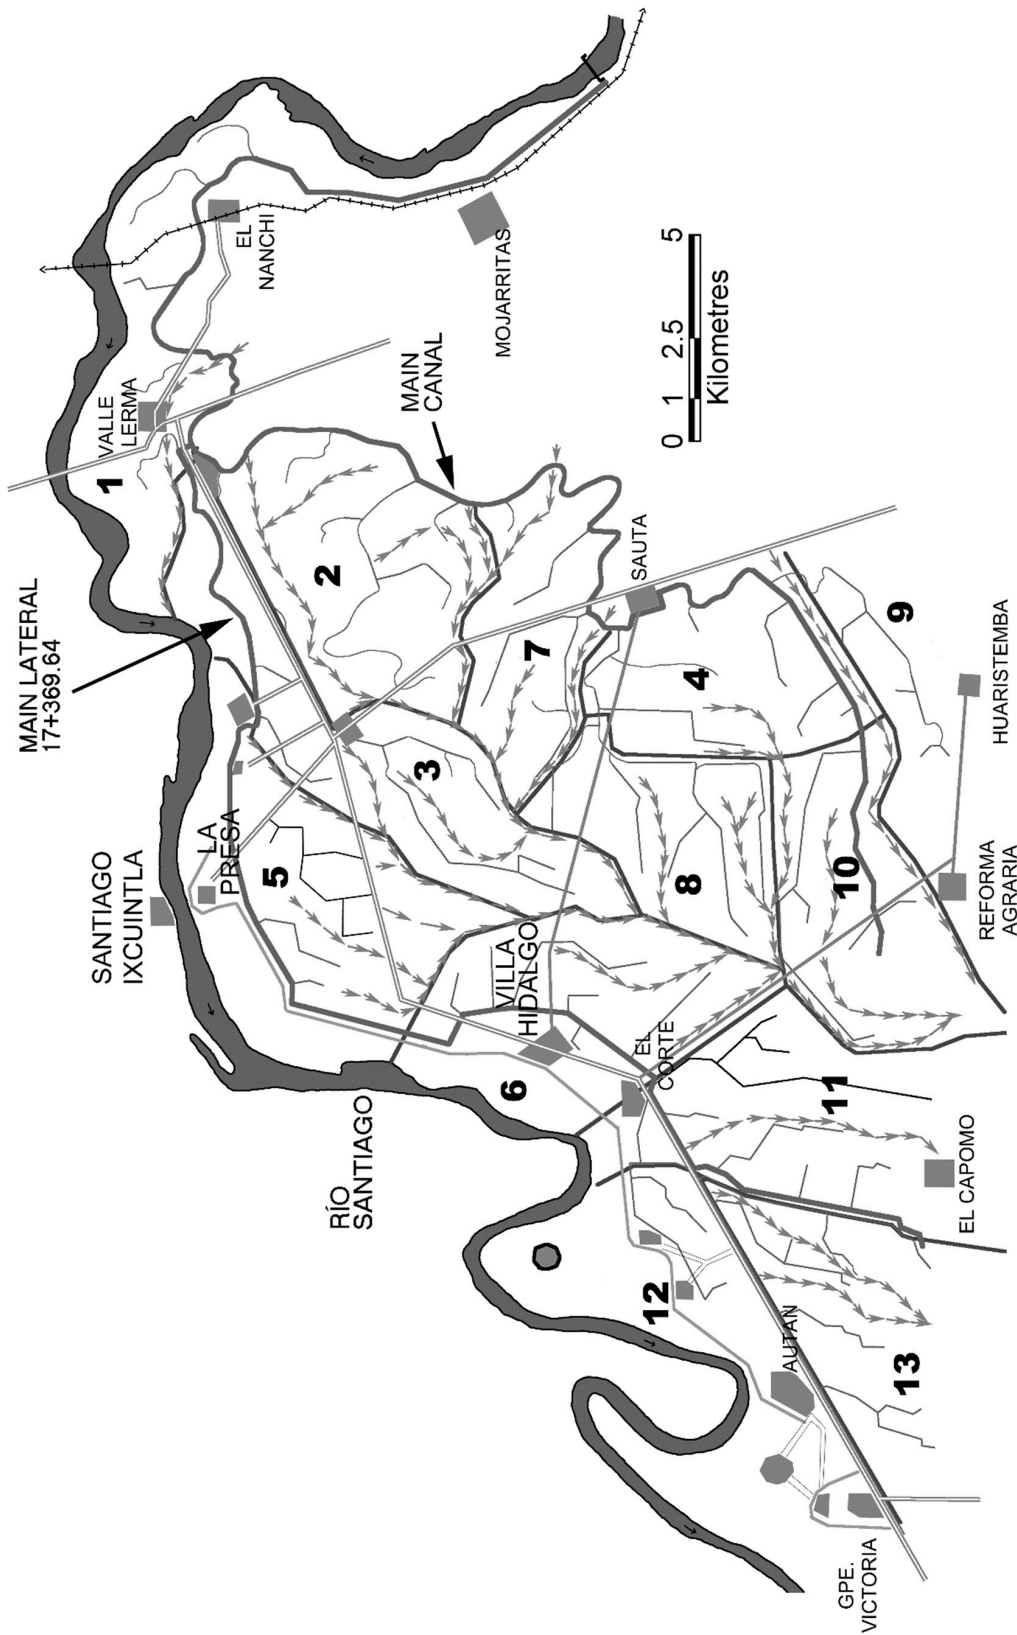 RÍO
SANTIAGO
SANTIAGO
IXCUINTLA
LA
PRESA
MAIN LATERAL
17+369.64
VALLE
LERMA
EL
NANCHI
MOJARRITAS
MAIN
CANAL
0 1 2.5 5
Kilometres
SAUTA
HUARISTEMBA
REFORMA
AGRARIA
VILLA
HIDALGO
EL
CORTE
EL CAPOMO
AUTAN
GPE.
VICTORIA
1
2
3
4
5
6
7
8
9
10
11
12
13